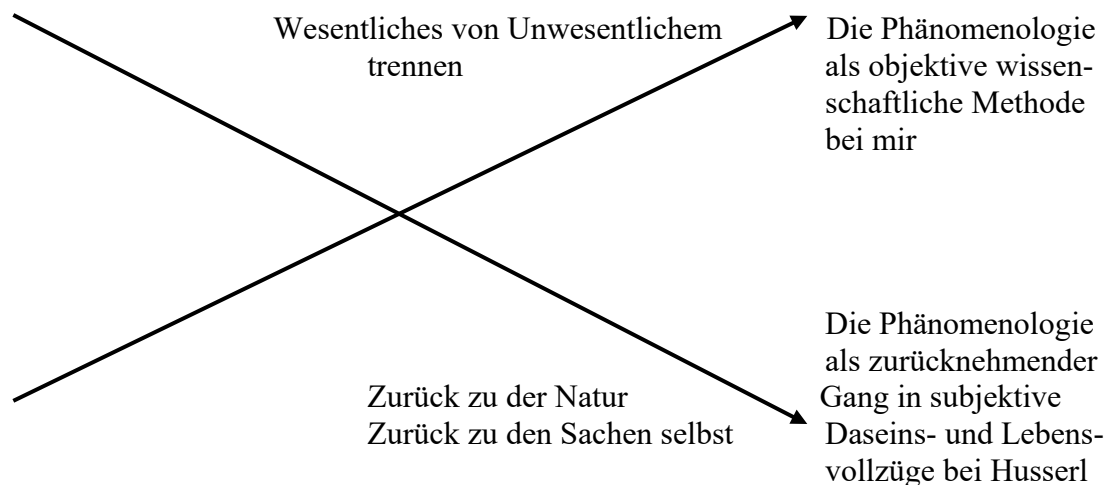 Wesentliches von Unwesentlichem
trennen
Die Phänomenologie
als objektive wissen-
schaftliche Methode
bei mir
Zurück zu der Natur
Zurück zu den Sachen selbst
Die Phänomenologie
als zurücknehmender
Gang in subjektive
Daseins- und Lebens-
vollzüge bei Husserl